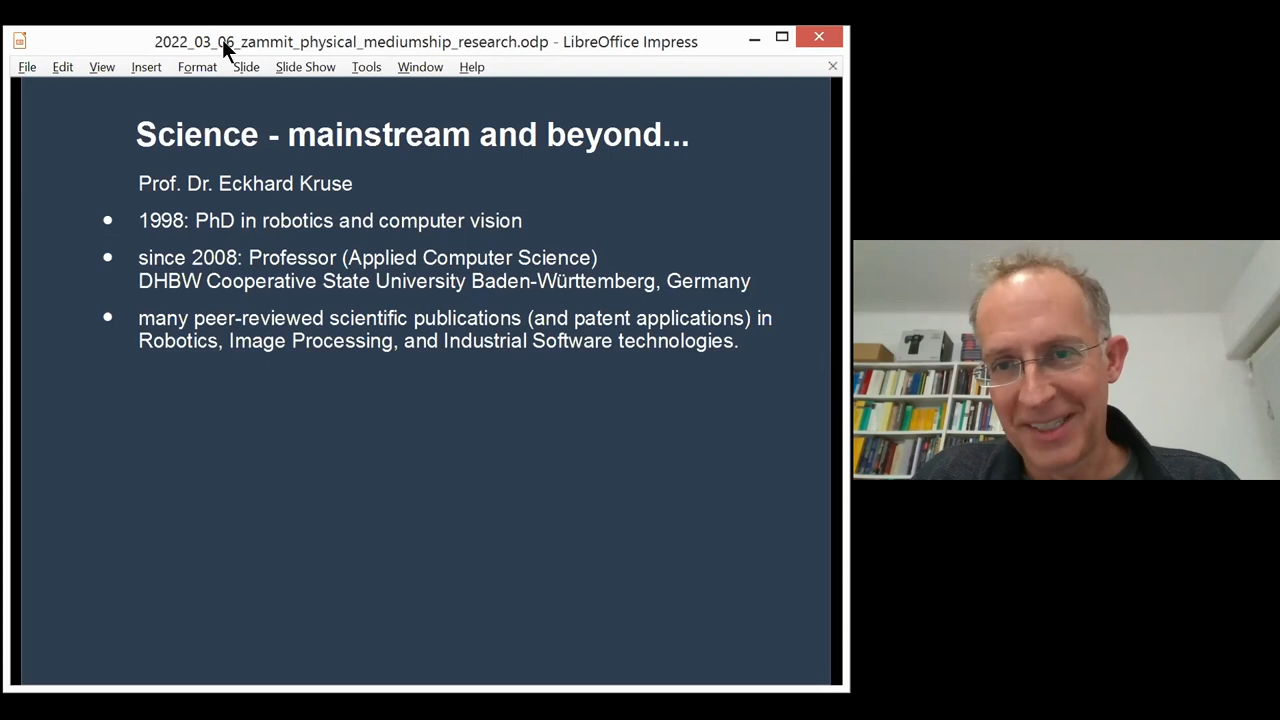 2022_03_06_zammit_physical_mediumship_research.odp - LibreOffice Impress
File Edit View Insert Format Slide Slide Show Tools Window Help
Science - mainstream and beyond...
Prof. Dr. Eckhard Kruse
● 1998: PhD in robotics and computer vision
● since 2008: Professor (Applied Computer Science)
DHBW Cooperative State University Baden-Württemberg, Germany
● many peer-reviewed scientific publications (and patent applications) in
Robotics, Image Processing, and Industrial Software technologies.